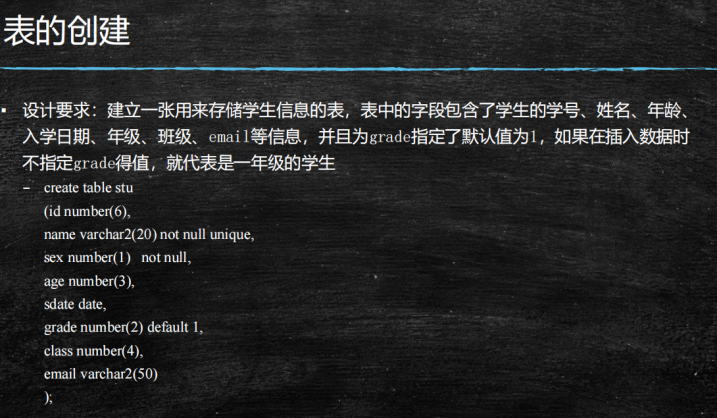 表的创建
▪ 设计要求：建立一张用来存储学生信息的表，表中的字段包含了学生的学号、姓名、年龄、
入学日期、年级、班级、email等信息，并且为grade指定了默认值为1，如果在插入数据时
不指定grade得值，就代表是一年级的学生
– create table stu
(id number(6),
name varchar2(20) not null unique,
sex number(1) not null,
age number(3),
sdate date,
grade number(2) default 1,
class number(4),
email varchar2(50)
);